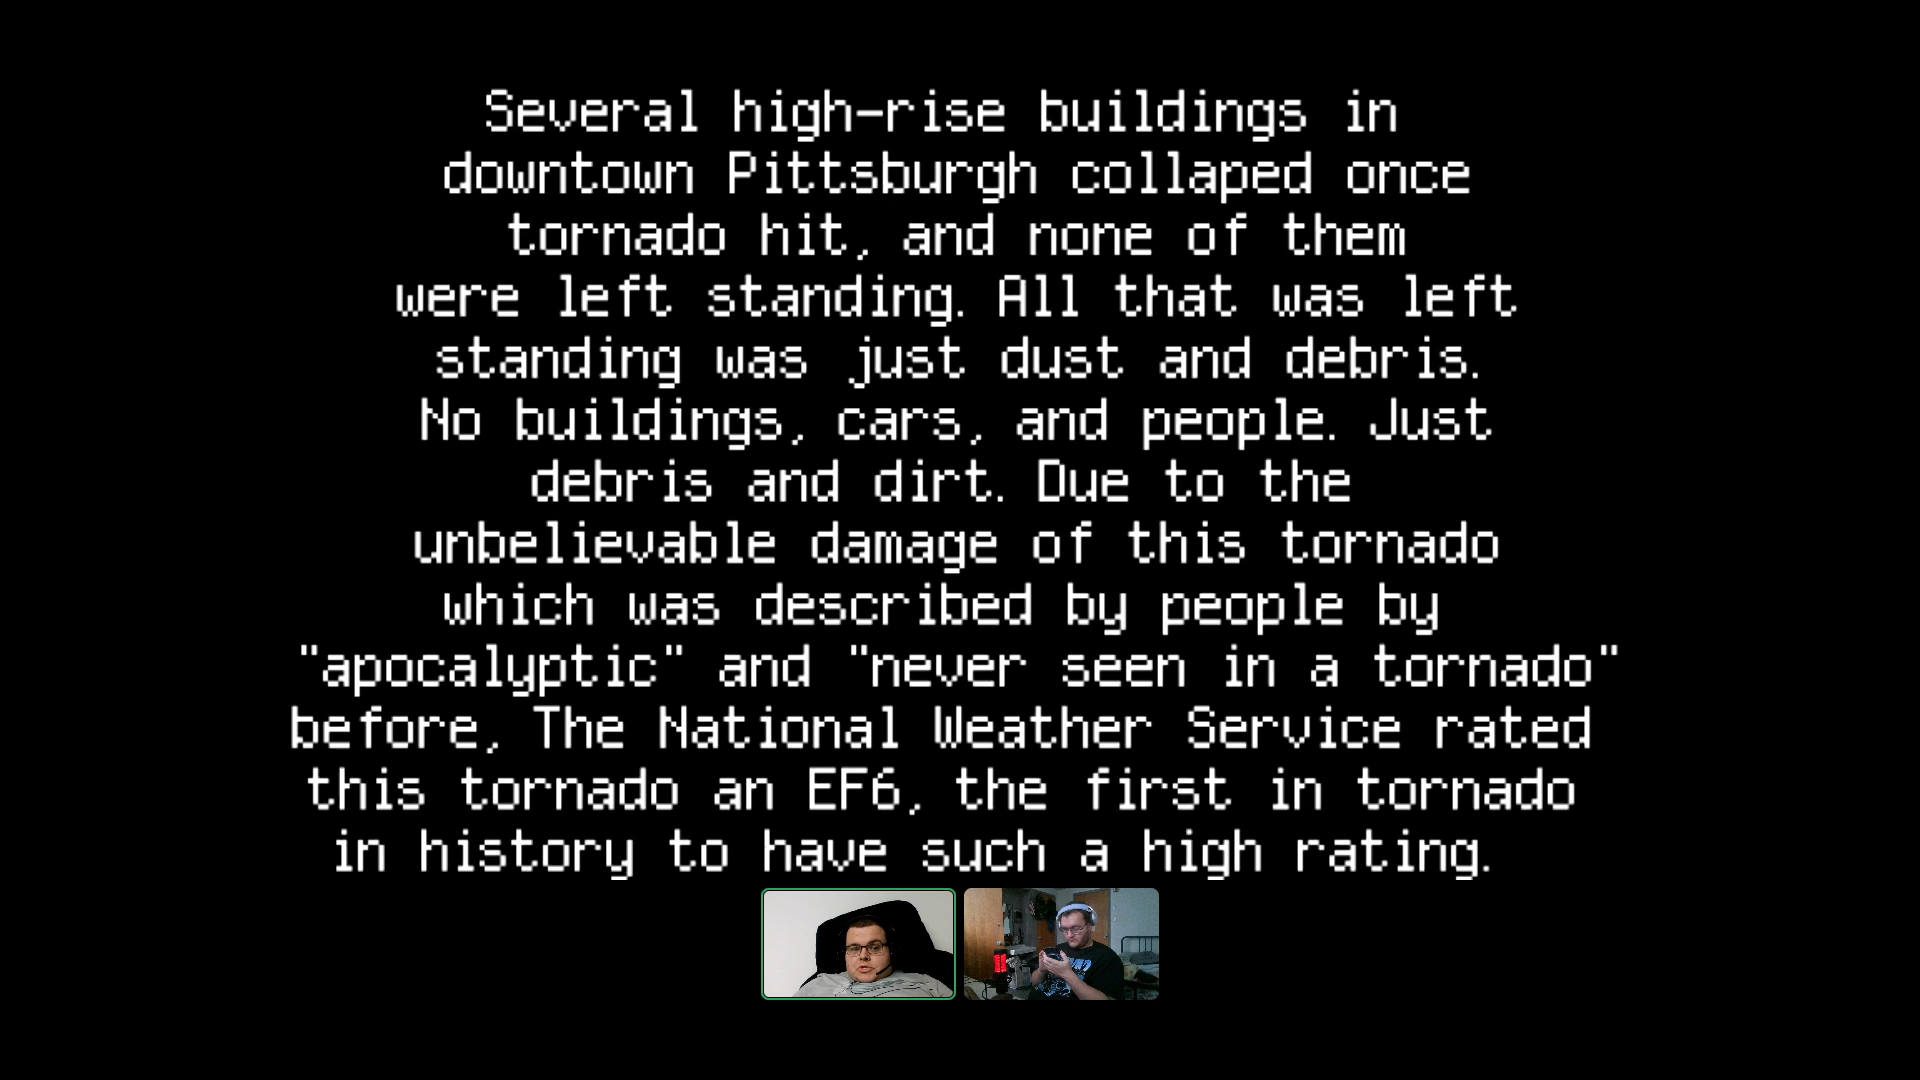 Several high-rise buildings in
downtown Pittsburgh collaped once
tornado hit, and none of them
were left standing. All that was left
standing was just dust and debris.
No buildings, cars, and people. Just
debris and dirt. Due to the
unbelievable damage of this tornado
which was described by people by
"apocalyptic" and "never seen in a tornado"
before, The National Weather Service rated
this tornado an EF6, the first in tornado
in history to have such a high rating.